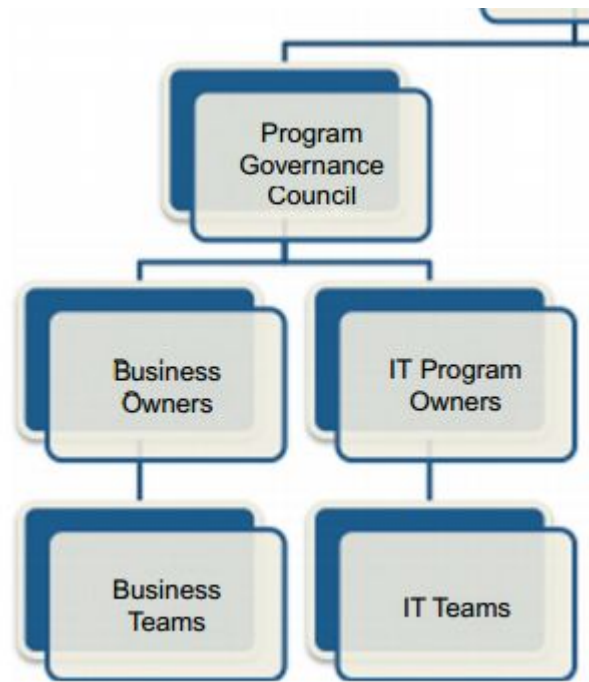 Program
Governance
Council
Business
Owners
IT Program
Owners
Business
Teams
IT Teams